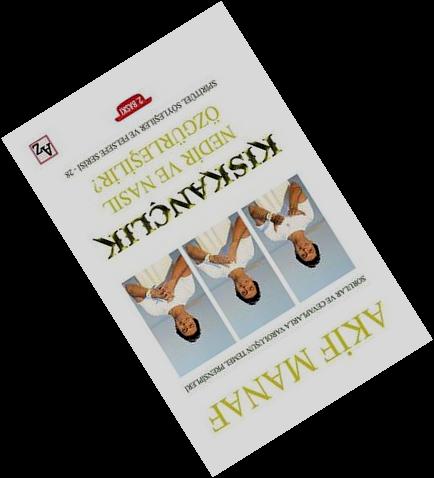 AKİF MANAF
SORULAR VE CEVAPLARLA VAROLUŞUN TEMEL PRENSİPLERİ
KISKANÇLIK
NEDİR VE NASIL
ÖZGÜRLEŞİLİR?
SPİRİTÜEL SÖYLEŞİLER VE FELSEFE SERİSİ - 28
2. BASKI
AZ